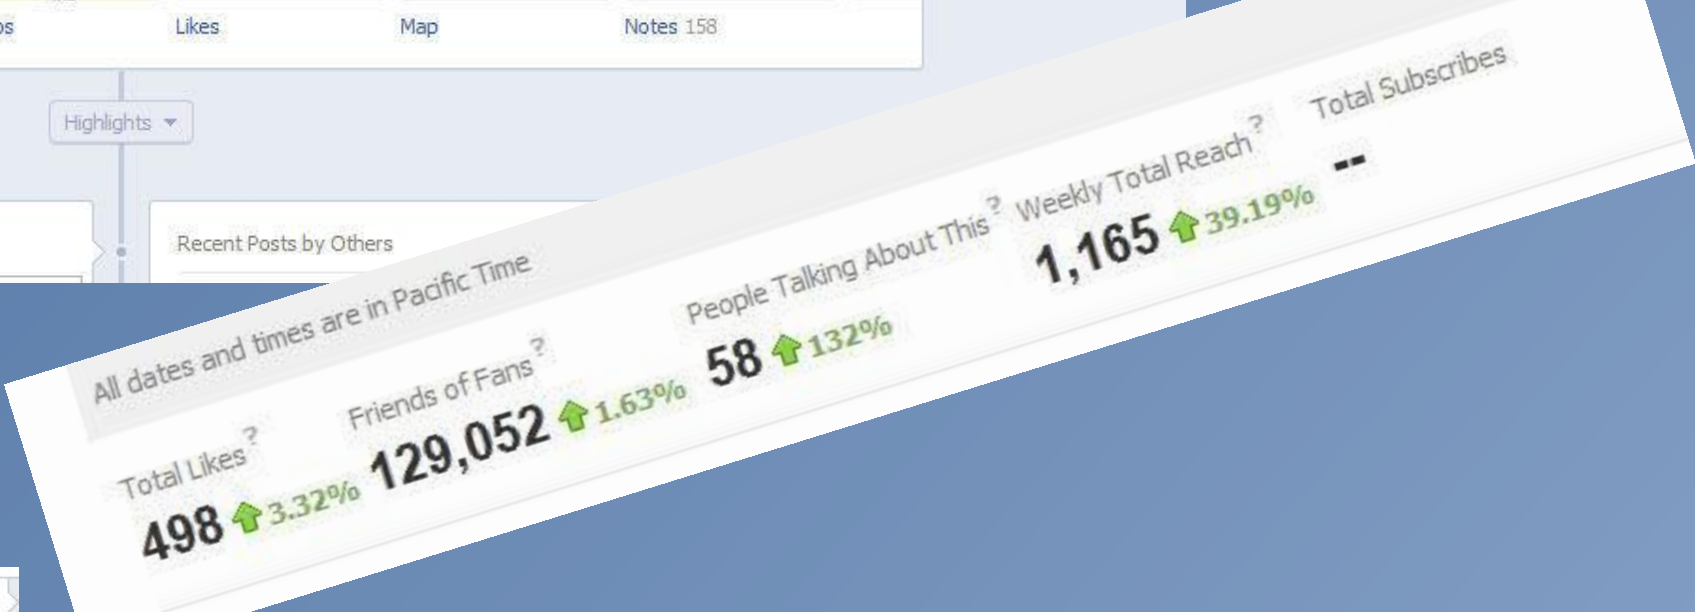 Likes Map Notes 158
Highlights
Recent Posts by Others
All dates and times are in Pacific Time
Total Likes? Friends of Fans? People Talking About This? Weekly Total Reach? Total Subscribes
498 3.32% 129,052 1.63% 58 132% 1,165 39.19% --